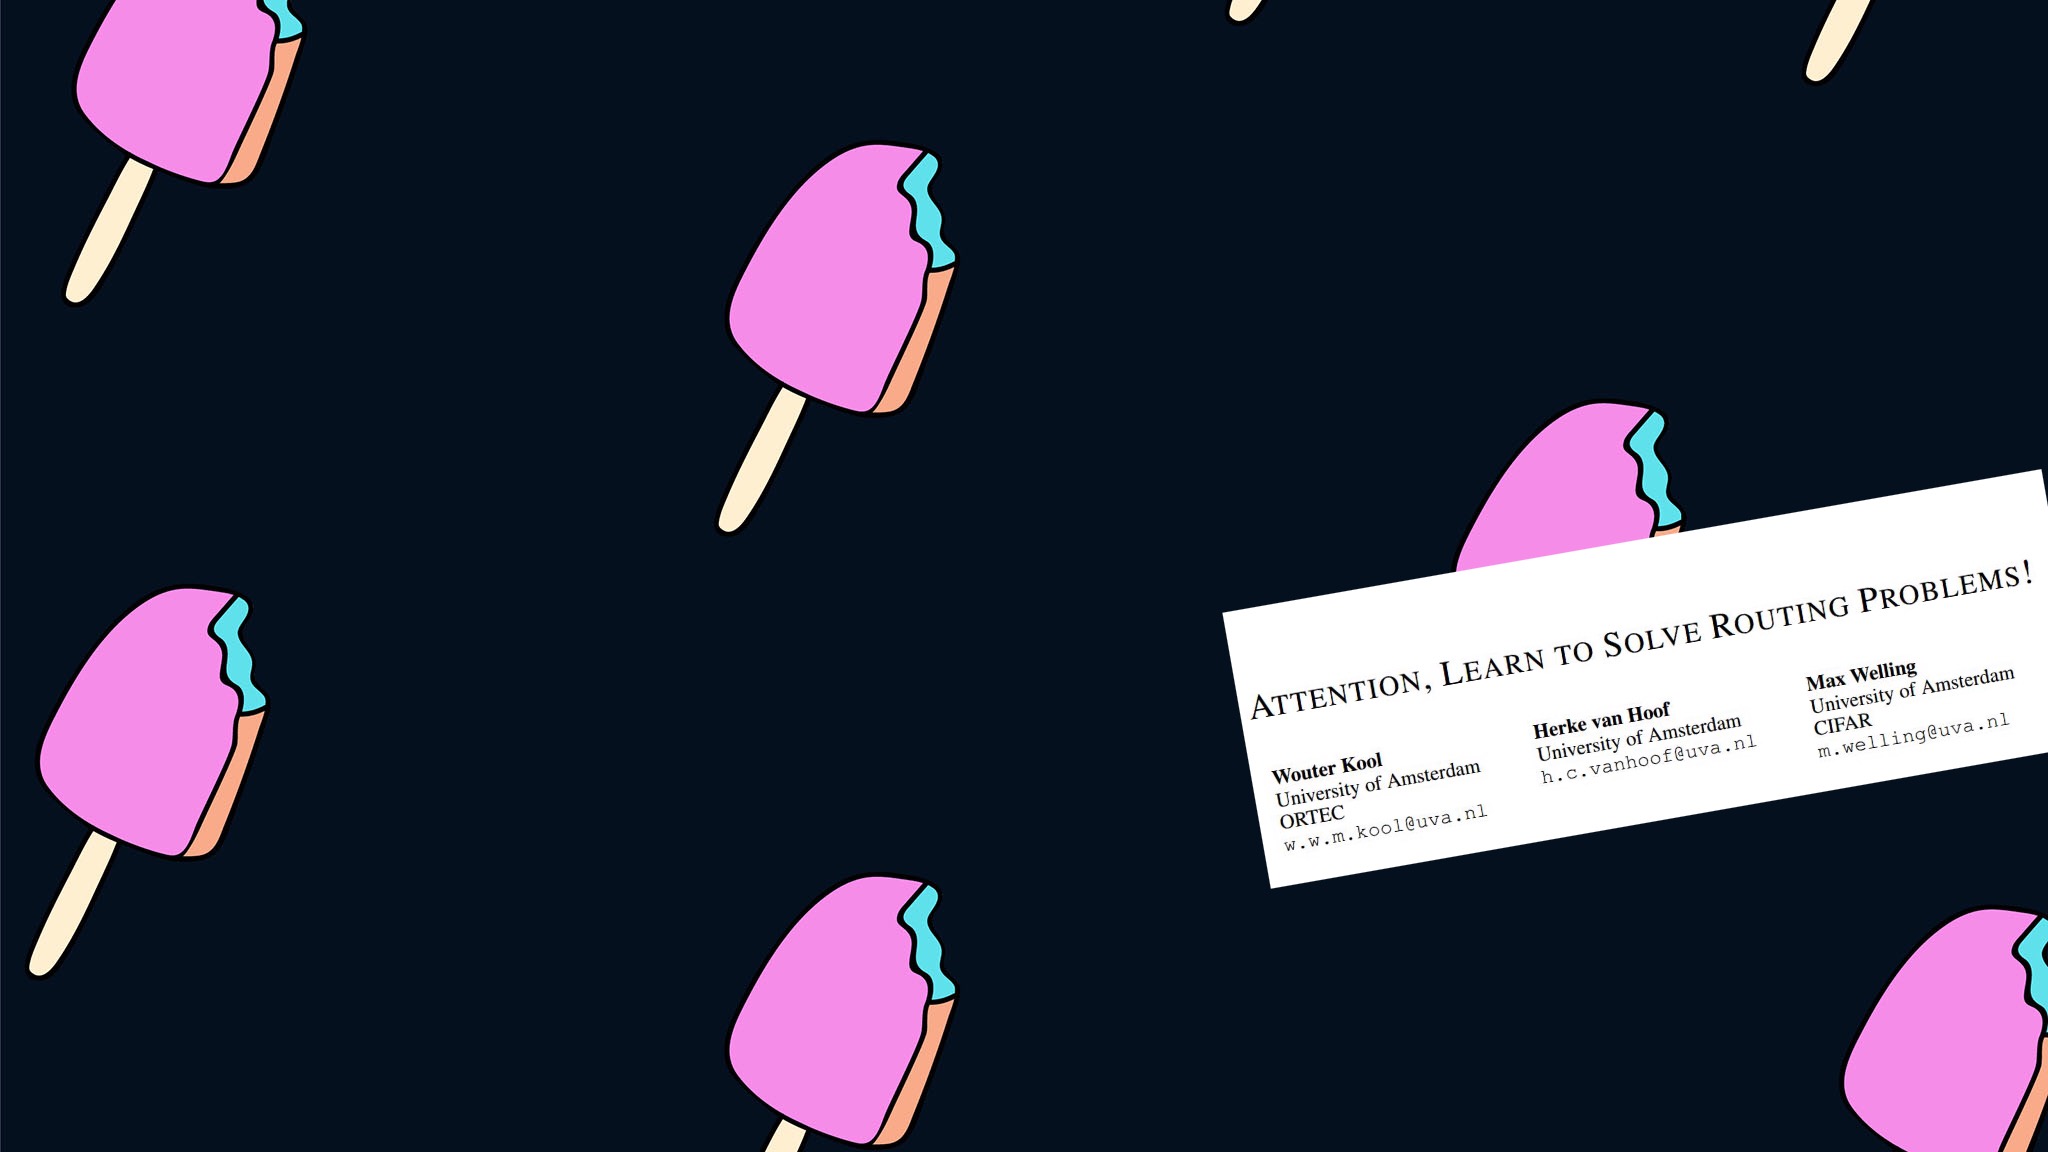 ATTENTION, LEARN TO SOLVE ROUTING PROBLEMS!
Wouter Kool
University of Amsterdam
ORTEC
w.w.m.kool@uva.nl
Herke van Hoof
University of Amsterdam
h.c.vanhoof@uva.nl
Max Welling
University of Amsterdam
CIFAR
m.welling@uva.nl